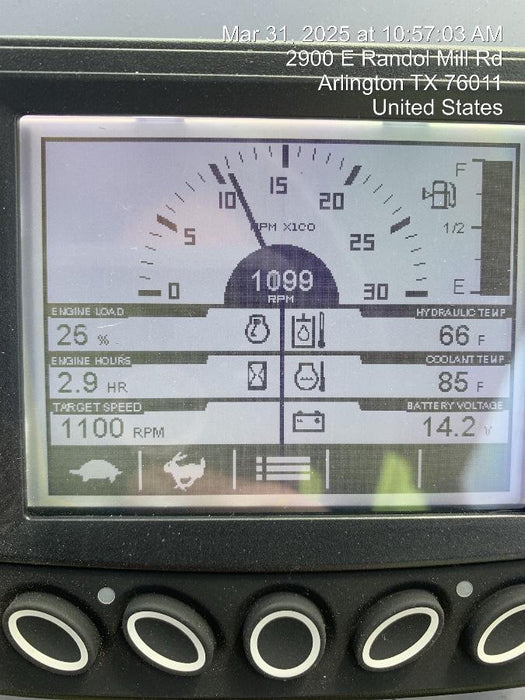 Mar 31, 2025 at 10:57:03 AM
2900 E Randol Mill Rd
Arlington TX 76011
United States
F
15
10
20
1/2
RPM X100
5
25
1099
0
RPM
30
E
ENGINE LOAD
HYDRAULIC TEMP
25 %
66 F
ENGINE HOURS
COOLANT TEMP
2.9 HR
85 F
TARGET SPEED
BATTERY VOLTAGE
1100 RPM
14.2 V